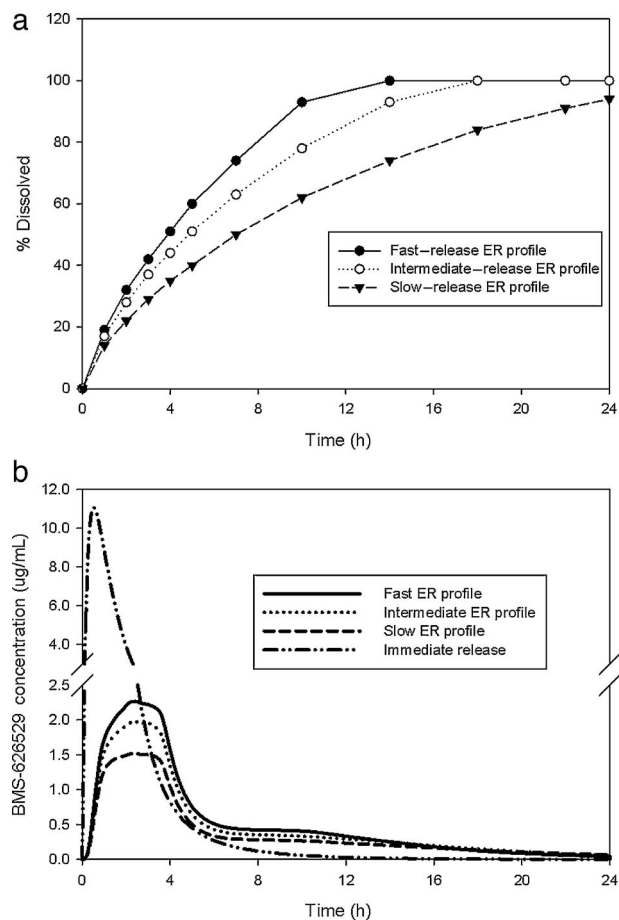 a
% Dissolved
100
80
60
40
20
0
Fast–release ER profile
Intermediate–release ER profile
Slow–release ER profile
0 4 8 12 16 20 24
Time (h)
b
BMS-626529 concentration (ug/mL)
12.0
10.0
8.0
6.0
4.0
2.5
2.0
1.5
1.0
0.5
0.0
Fast ER profile
Intermediate ER profile
Slow ER profile
Immediate release
0 4 8 12 16 20 24
Time (h)